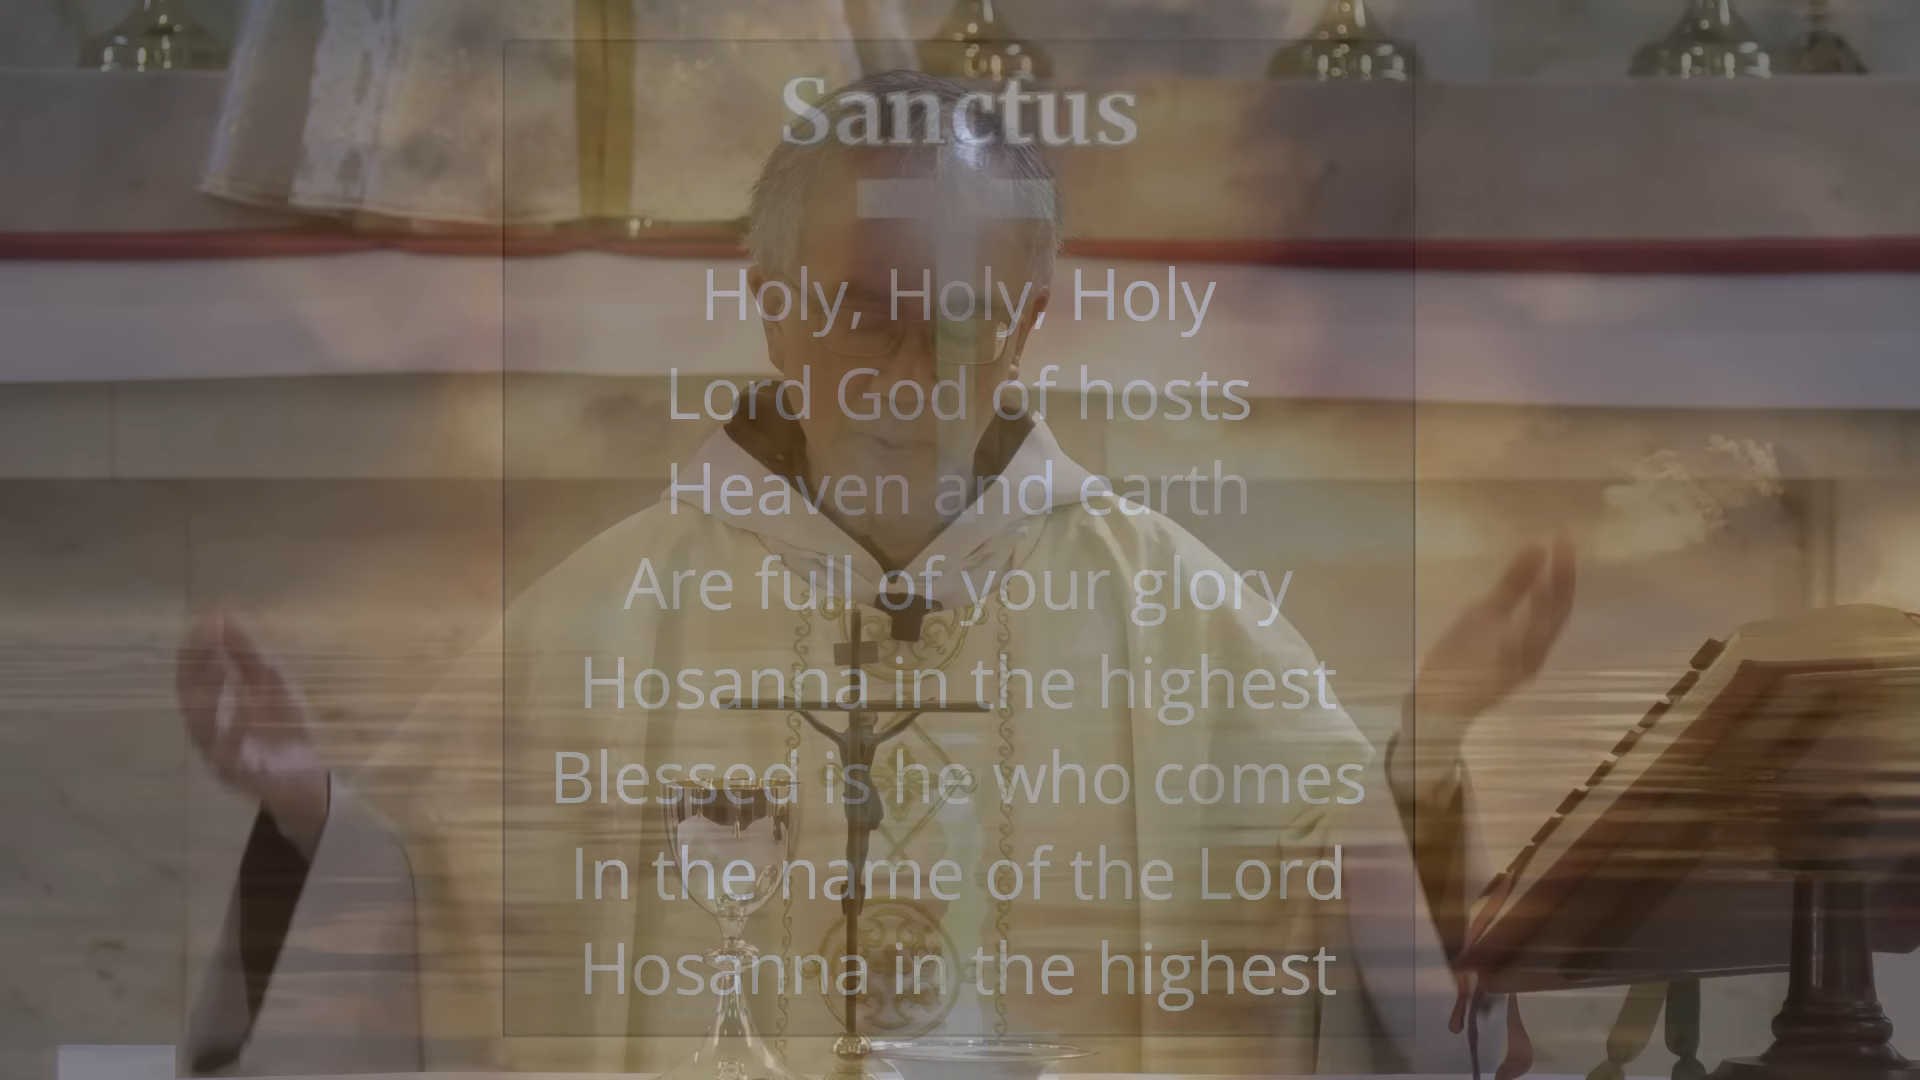 Sanctus
Holy, Holy, Holy
Lord God of hosts
Heaven and earth
Are full of your glory
Hosanna in the highest
Blessed is he who comes
In the name of the Lord
Hosanna in the highest